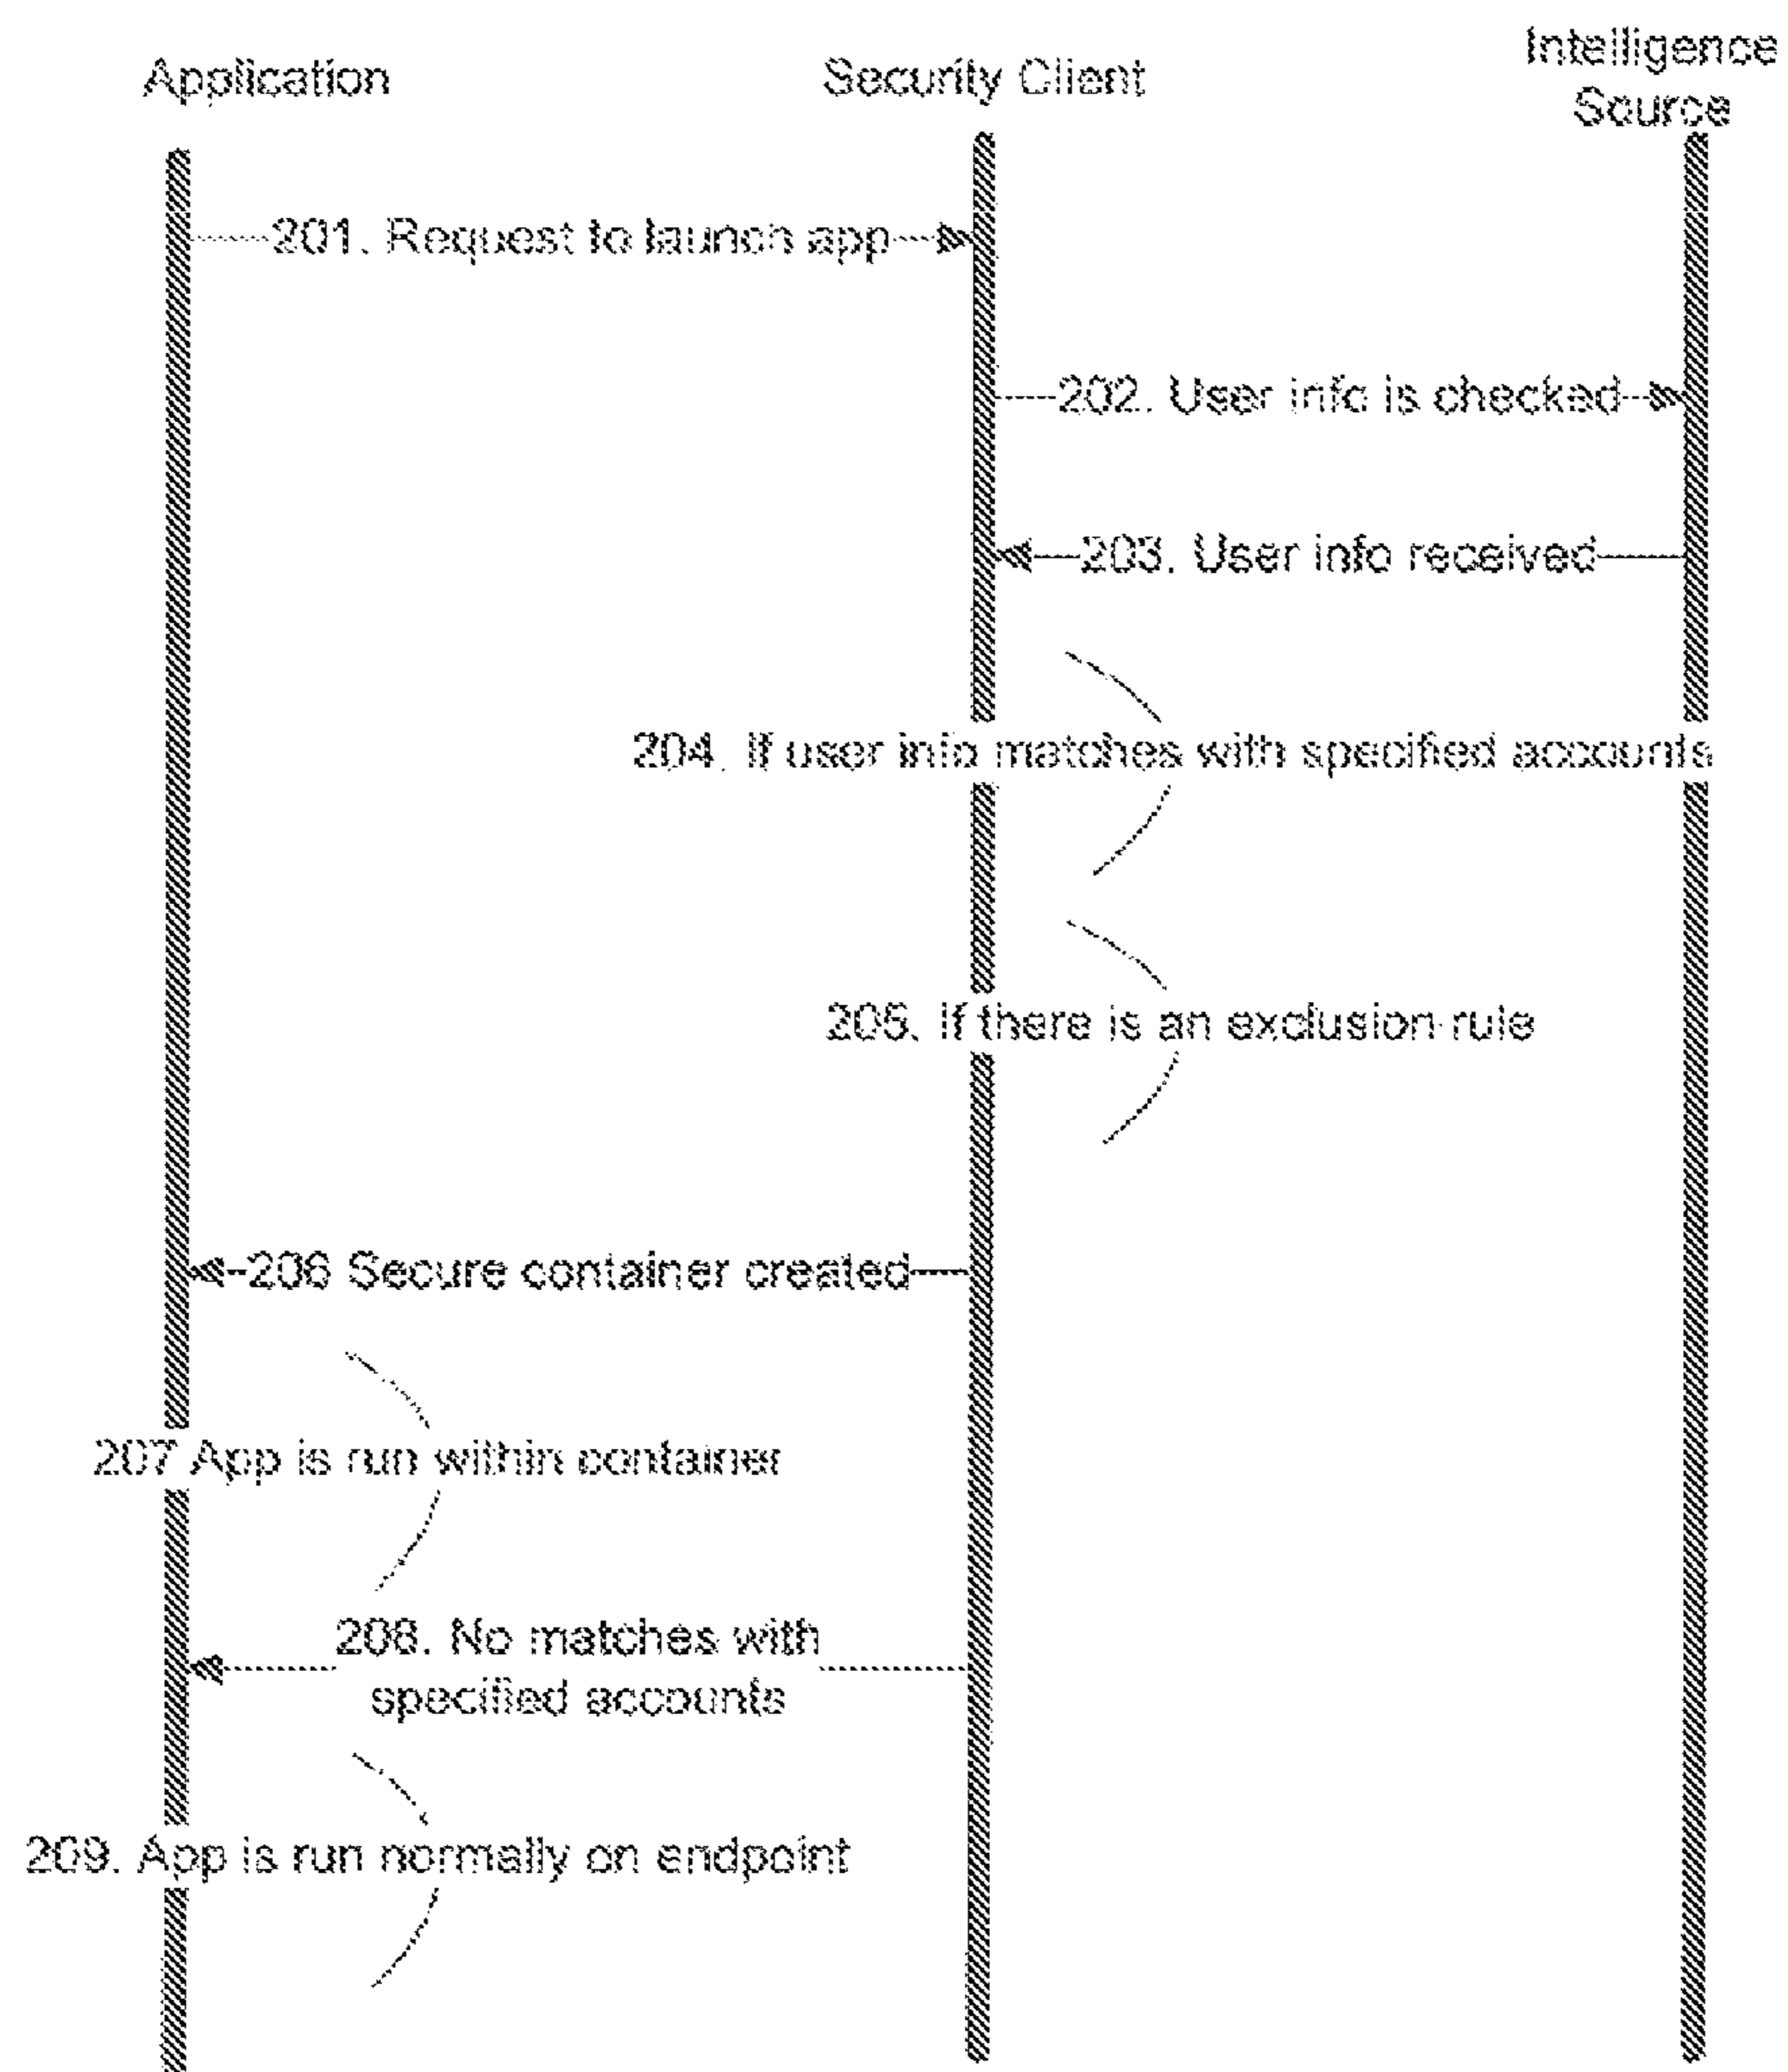 Application
Security Client
Intelligence
Source
201. Request to launch app
202. User info is checked
203. User info received
204. If user info matches with specified accounts
205. If there is an exclusion rule
206 Secure container created
207 App is run within container
208. No matches with
specified accounts
209. App is run normally on endpoint